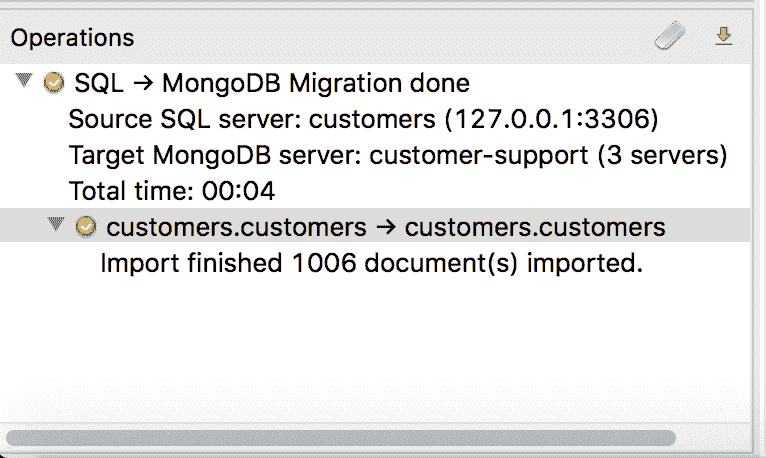 Operations
SQL → MongoDB Migration done
Source SQL server: customers (127.0.0.1:3306)
Target MongoDB server: customer-support (3 servers)
Total time: 00:04
customers.customers → customers.customers
Import finished 1006 document(s) imported.